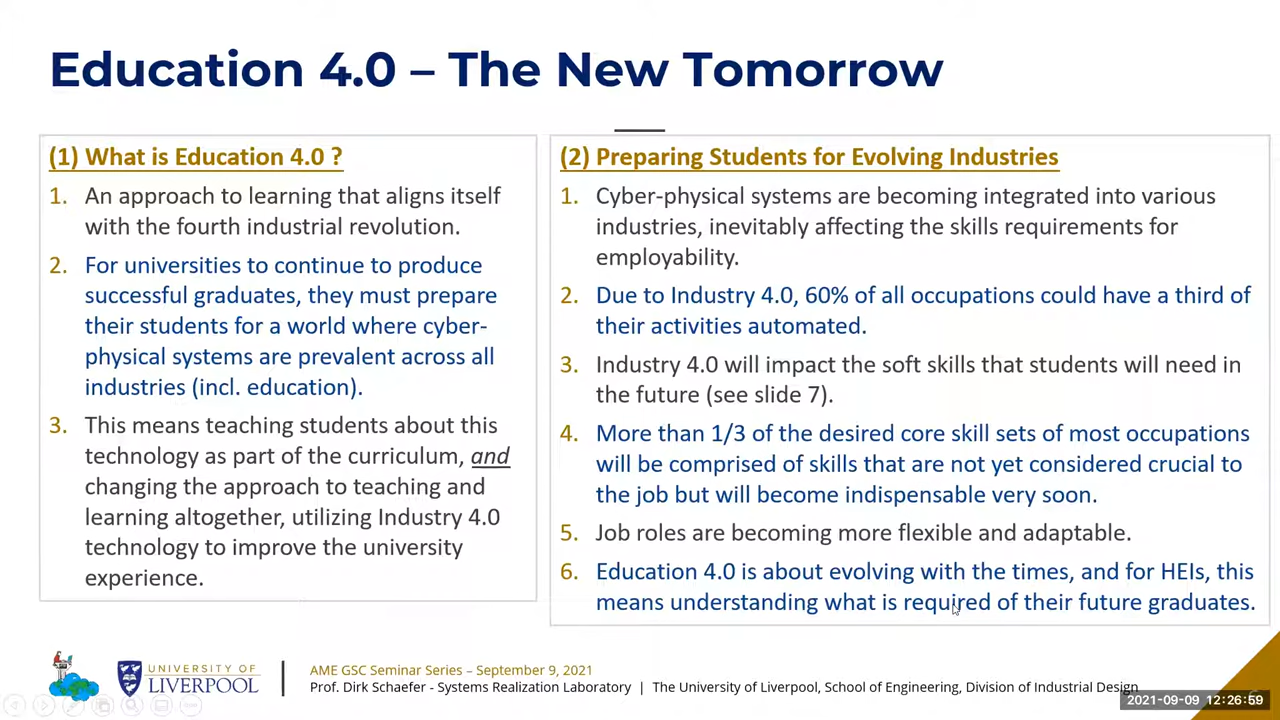 Education 4.0 – The New Tomorrow
(1) What is Education 4.0 ?
1. An approach to learning that aligns itself
with the fourth industrial revolution.
2. For universities to continue to produce
successful graduates, they must prepare
their students for a world where cyber-
physical systems are prevalent across all
industries (incl. education).
3. This means teaching students about this
technology as part of the curriculum, and
changing the approach to teaching and
learning altogether, utilizing Industry 4.0
technology to improve the university
experience.
(2) Preparing Students for Evolving Industries
1. Cyber-physical systems are becoming integrated into various
industries, inevitably affecting the skills requirements for
employability.
2. Due to Industry 4.0, 60% of all occupations could have a third of
their activities automated.
3. Industry 4.0 will impact the soft skills that students will need in
the future (see slide 7).
4. More than 1/3 of the desired core skill sets of most occupations
will be comprised of skills that are not yet considered crucial to
the job but will become indispensable very soon.
5. Job roles are becoming more flexible and adaptable.
6. Education 4.0 is about evolving with the times, and for HEIs, this
means understanding what is required of their future graduates.
UNIVERSITY OF
LIVERPOOL
AME GSC Seminar Series – September 9, 2021
Prof. Dirk Schaefer - Systems Realization Laboratory | The University of Liverpool, School of Engineering, Division of Industrial Design
2021-09-09 12:26:59